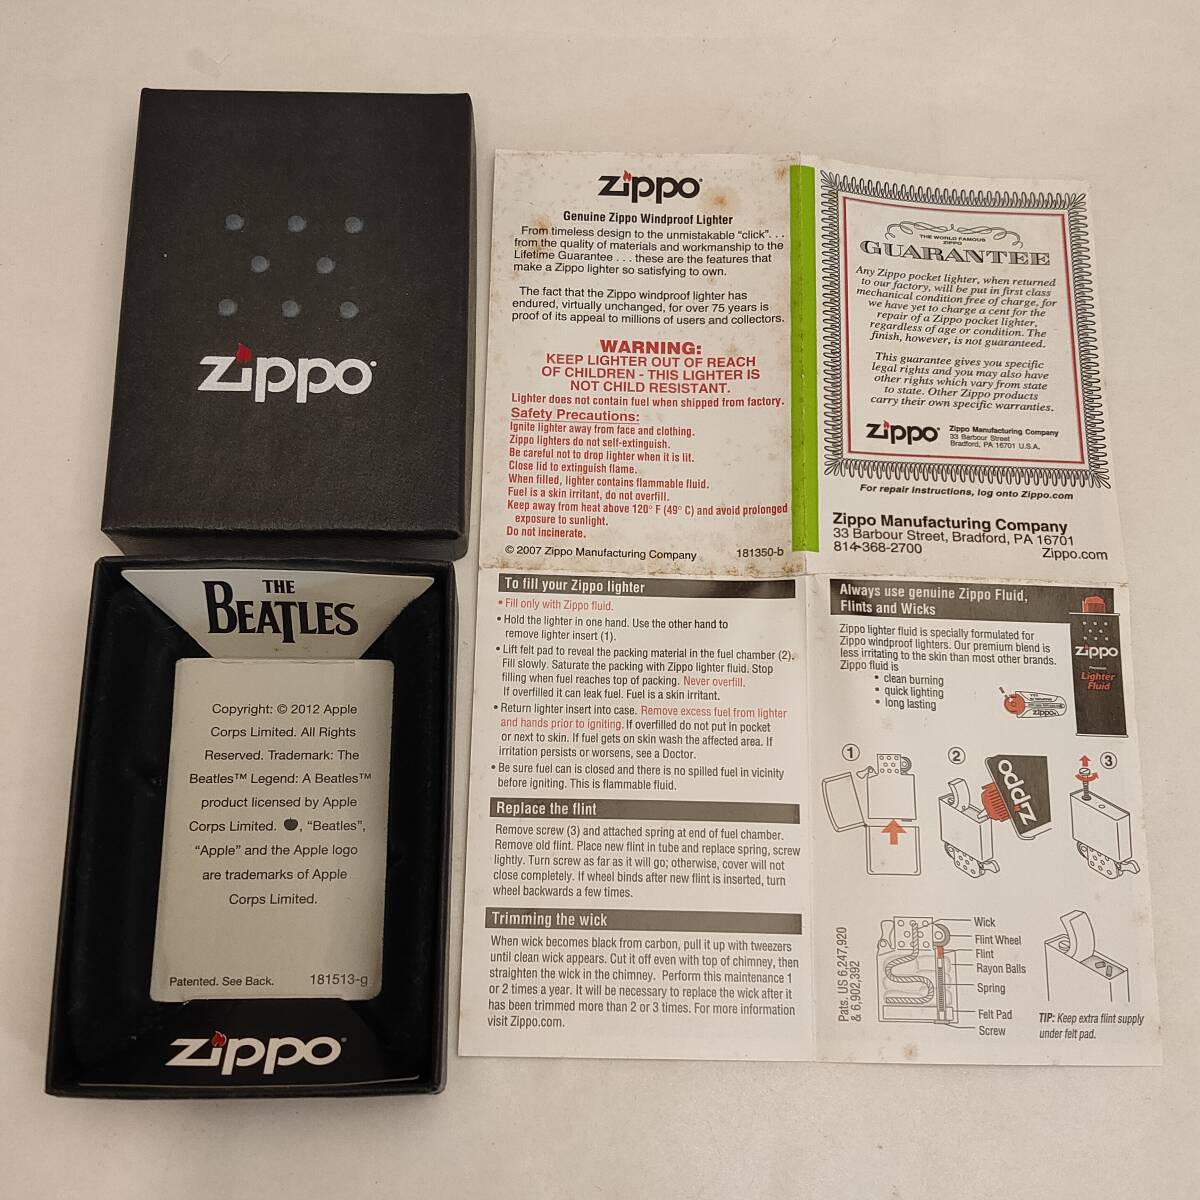 zippo
THE
BEATLES
Copyright: © 2012 Apple
Corps Limited. All Rights
Reserved. Trademark: The
Beatles™ Legend: A Beatles™
product licensed by Apple
Corps Limited. , “Beatles”,
“Apple” and the Apple logo
are trademarks of Apple
Corps Limited.
Patented. See Back. 181513-g
zippo
zippo
Genuine Zippo Windproof Lighter
From timeless design to the unmistakable “click”. . .
from the quality of materials and workmanship to the
Lifetime Guarantee . . . these are the features that
make a Zippo lighter so satisfying to own.
The fact that the Zippo windproof lighter has
endured, virtually unchanged, for over 75 years is
proof of its appeal to millions of users and collectors.
WARNING:
KEEP LIGHTER OUT OF REACH
OF CHILDREN - THIS LIGHTER IS
NOT CHILD RESISTANT.
Lighter does not contain fuel when shipped from factory.
Safety Precautions:
Ignite lighter away from face and clothing.
Zippo lighters do not self-extinguish.
Be careful not to drop lighter when it is lit.
Close lid to extinguish flame.
When filled, lighter contains flammable fluid.
Fuel is a skin irritant, do not overfill.
Keep away from heat above 120° F (49° C) and avoid prolonged
exposure to sunlight.
Do not incinerate.
© 2007 Zippo Manufacturing Company 181350-b
THE WORLD FAMOUS
ZIPPO
GUARANTEE
Any Zippo pocket lighter, when returned
to our factory, will be put in first class
mechanical condition free of charge, for
we have yet to charge a cent for the
repair of a Zippo pocket lighter,
regardless of age or condition. The
finish, however, is not guaranteed.
This guarantee gives you specific
legal rights and you may also have
other rights which vary from state
to state. Other Zippo products
carry their own specific warranties.
zippo
Zippo Manufacturing Company
33 Barbour Street
Bradford, PA 16701 U.S.A.
For repair instructions, log onto Zippo.com
Zippo Manufacturing Company
33 Barbour Street, Bradford, PA 16701
814-368-2700 Zippo.com
To fill your Zippo lighter
• Fill only with Zippo fluid.
• Hold the lighter in one hand. Use the other hand to
remove lighter insert (1).
• Lift felt pad to reveal the packing material in the fuel chamber (2).
Fill slowly. Saturate the packing with Zippo lighter fluid. Stop
filling when fuel reaches top of packing. Never overfill.
If overfilled it can leak fuel. Fuel is a skin irritant.
• Return lighter insert into case. Remove excess fuel from lighter
and hands prior to igniting. If overfilled do not put in pocket
or next to skin. If fuel gets on skin wash the affected area. If
irritation persists or worsens, see a Doctor.
• Be sure fuel can is closed and there is no spilled fuel in vicinity
before igniting. This is flammable fluid.
Replace the flint
Remove screw (3) and attached spring at end of fuel chamber.
Remove old flint. Place new flint in tube and replace spring, screw
lightly. Turn screw as far as it will go; otherwise, cover will not
close completely. If wheel binds after new flint is inserted, turn
wheel backwards a few times.
Trimming the wick
When wick becomes black from carbon, pull it up with tweezers
until clean wick appears. Cut it off even with top of chimney, then
straighten the wick in the chimney. Perform this maintenance 1
or 2 times a year. It will be necessary to replace the wick after it
has been trimmed more than 2 or 3 times. For more information
visit Zippo.com.
Always use genuine Zippo Fluid,
Flints and Wicks
Zippo lighter fluid is specially formulated for
Zippo windproof lighters. Our premium blend is
less irritating to the skin than most other brands.
Zippo fluid is
• clean burning
• quick lighting
• long lasting
zippo
Premium
Lighter
Fluid
zippo
1
2
3
zippo
Pats. US 6,247,920
& 6,902,392
Wick
Flint Wheel
Flint
Rayon Balls
Spring
Felt Pad
Screw
TIP: Keep extra flint supply
under felt pad.